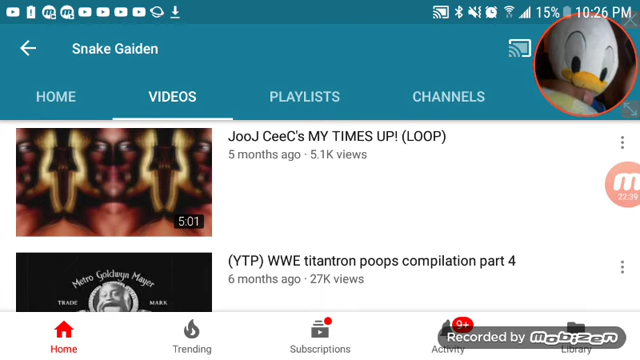 15% 10:26 PM
Snake Gaiden
HOME VIDEOS PLAYLISTS CHANNELS
JooJ CeeC's MY TIMES UP! (LOOP)
5 months ago · 5.1K views
5:01
22:39
(YTP) WWE titantron poops compilation part 4
6 months ago · 27K views
Metro Goldwyn Mayer
TRADE MARK
9+
Recorded by Mobizen
Home Trending Subscriptions Activity Library